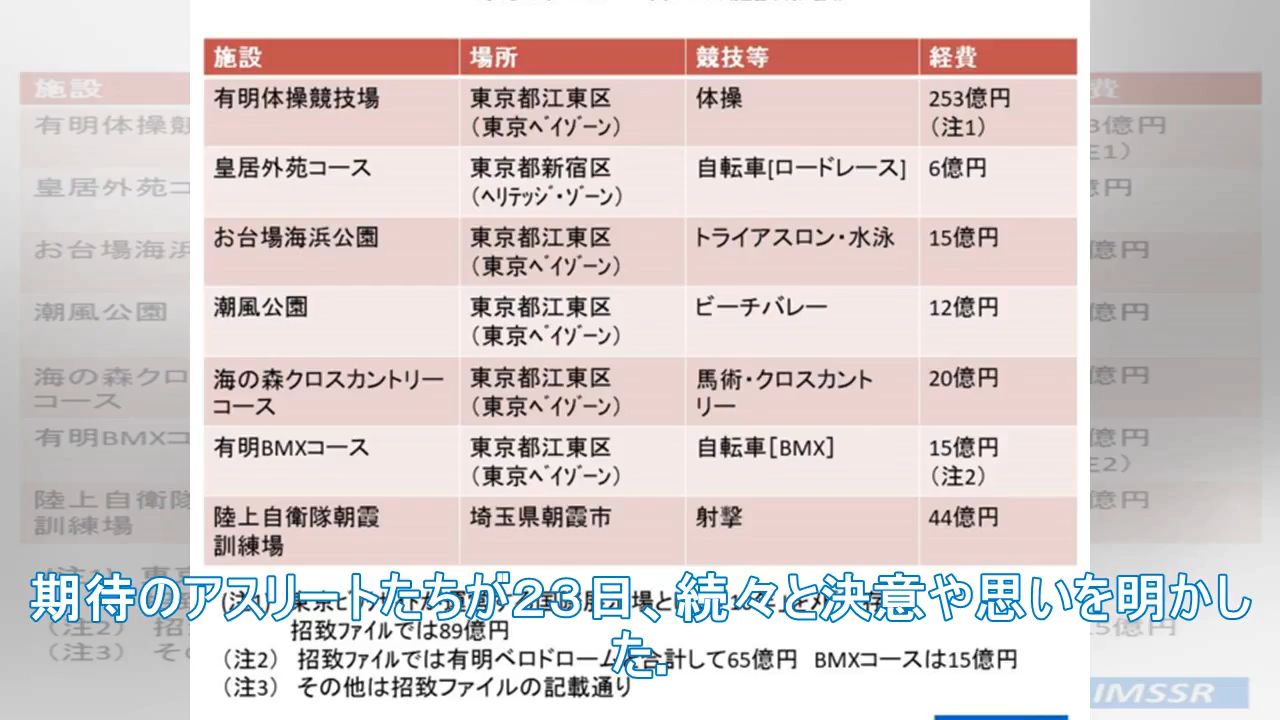 施設 場所 競技等 経費
有明体操競技場 東京都江東区 体操 253億円
（東京ベイゾーン） （注1）
皇居外苑コース 東京都新宿区 自転車[ロードレース] 6億円
（ヘリテッジ・ゾーン）
お台場海浜公園 東京都江東区 トライアスロン・水泳 15億円
（東京ベイゾーン）
潮風公園 東京都江東区 ビーチバレー 12億円
（東京ベイゾーン）
海の森クロスカントリー 東京都江東区 馬術・クロスカント 20億円
コース （東京ベイゾーン） リー
有明BMXコース 東京都江東区 自転車［BMX］ 15億円
（東京ベイゾーン） （注2）
陸上自衛隊朝霞 埼玉県朝霞市 射撃 44億円
訓練場
期待のアスリートたちが２３日、続々と決意や思いを明かし
た.
（注1）
招致ファイルでは89億円
（注2） 招致ファイルでは有明ベロドローム 合計して65億円 BMXコースは15億円
（注3） その他は招致ファイルの記載通り
IMSSR